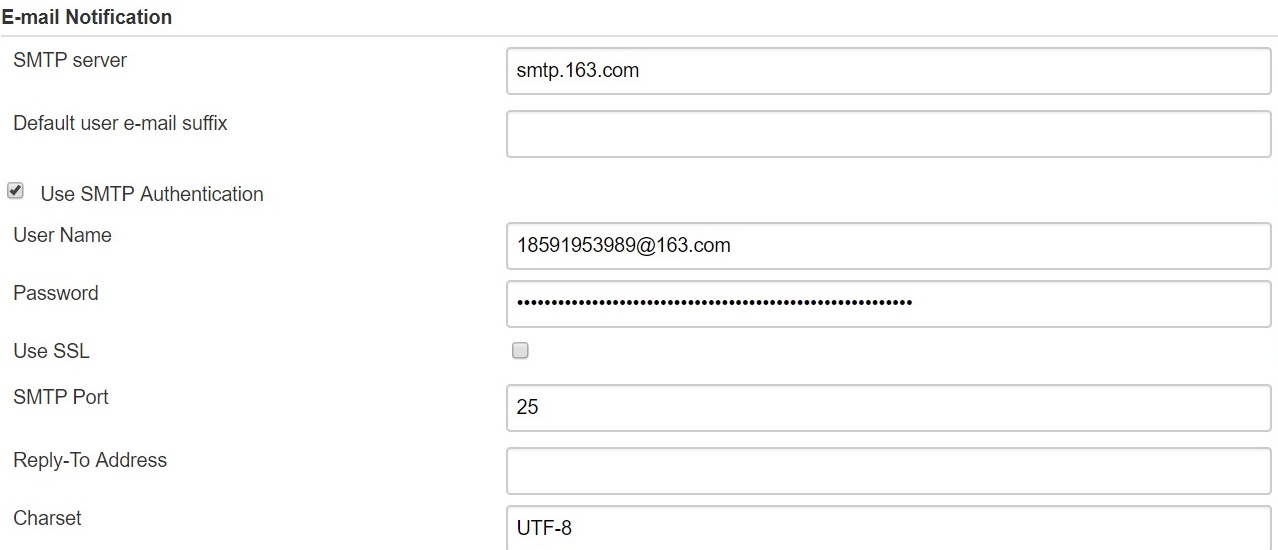 E-mail Notification
SMTP server
smtp.163.com
Default user e-mail suffix
Use SMTP Authentication
User Name
18591953989@163.com
Password
••••••••••••••••••••••••••••••••••••••••••••••••••••••••••
Use SSL
SMTP Port
25
Reply-To Address
Charset
UTF-8